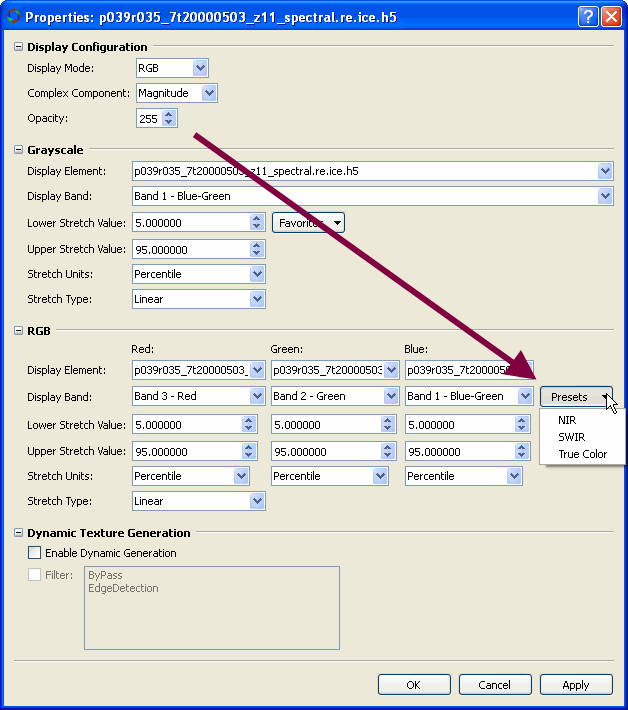 Properties: p039r035_7t20000503_z11_spectral.re.ice.h5
Display Configuration
Display Mode: RGB
Complex Component: Magnitude
Opacity: 255
Grayscale
Display Element: p039r035_7t20000503_z11_spectral.re.ice.h5
Display Band: Band 1 - Blue-Green
Lower Stretch Value: 5.000000 Favorites
Upper Stretch Value: 95.000000
Stretch Units: Percentile
Stretch Type: Linear
RGB
Red: Green: Blue:
Display Element: p039r035_7t20000503_ p039r035_7t20000503 p039r035_7t20000503
Display Band: Band 3 - Red Band 2 - Green Band 1 - Blue-Green Presets
Lower Stretch Value: 5.000000 5.000000 5.000000 NIR
SWIR
Upper Stretch Value: 95.000000 95.000000 95.000000 True Color
Stretch Units: Percentile Percentile Percentile
Stretch Type: Linear
Dynamic Texture Generation
Enable Dynamic Generation
Filter: ByPass
EdgeDetection
OK Cancel Apply